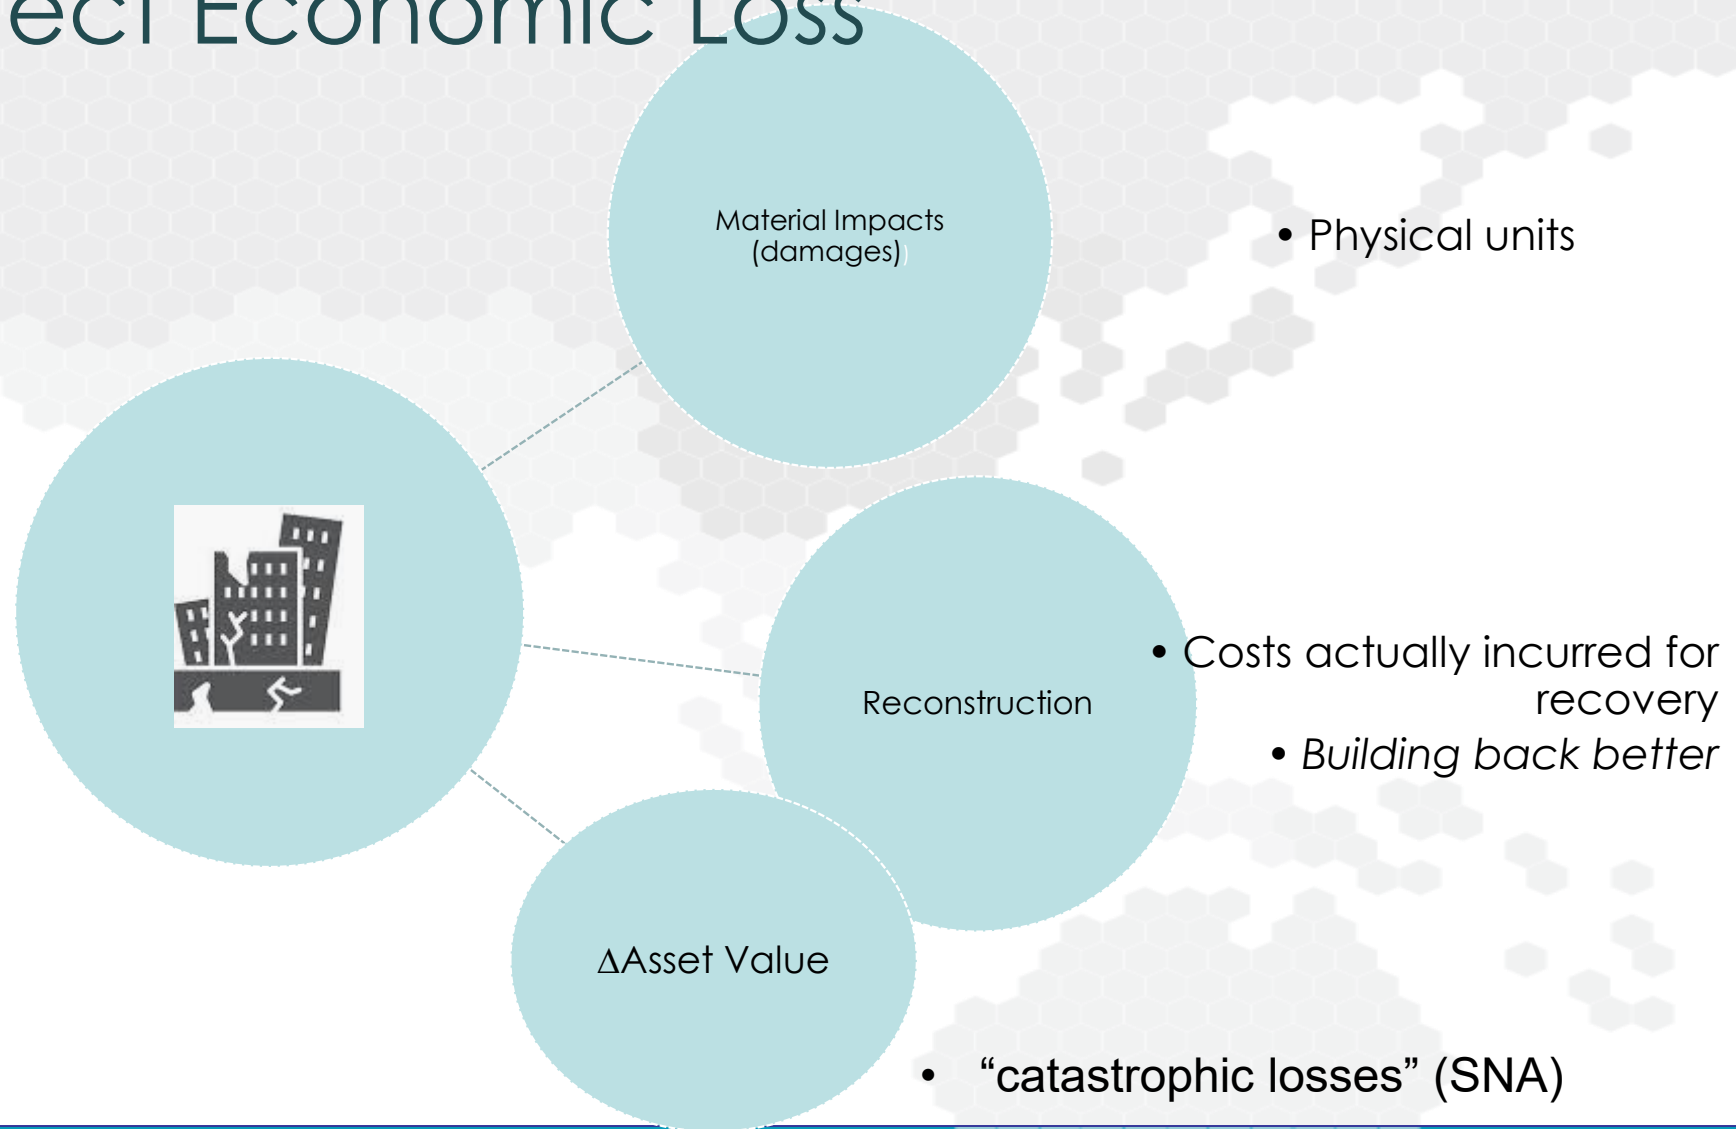 ect Economic Loss
Material Impacts
(damages))
• Physical units
• Costs actually incurred for
recovery
• Building back better
Reconstruction
ΔAsset Value
• “catastrophic losses” (SNA)